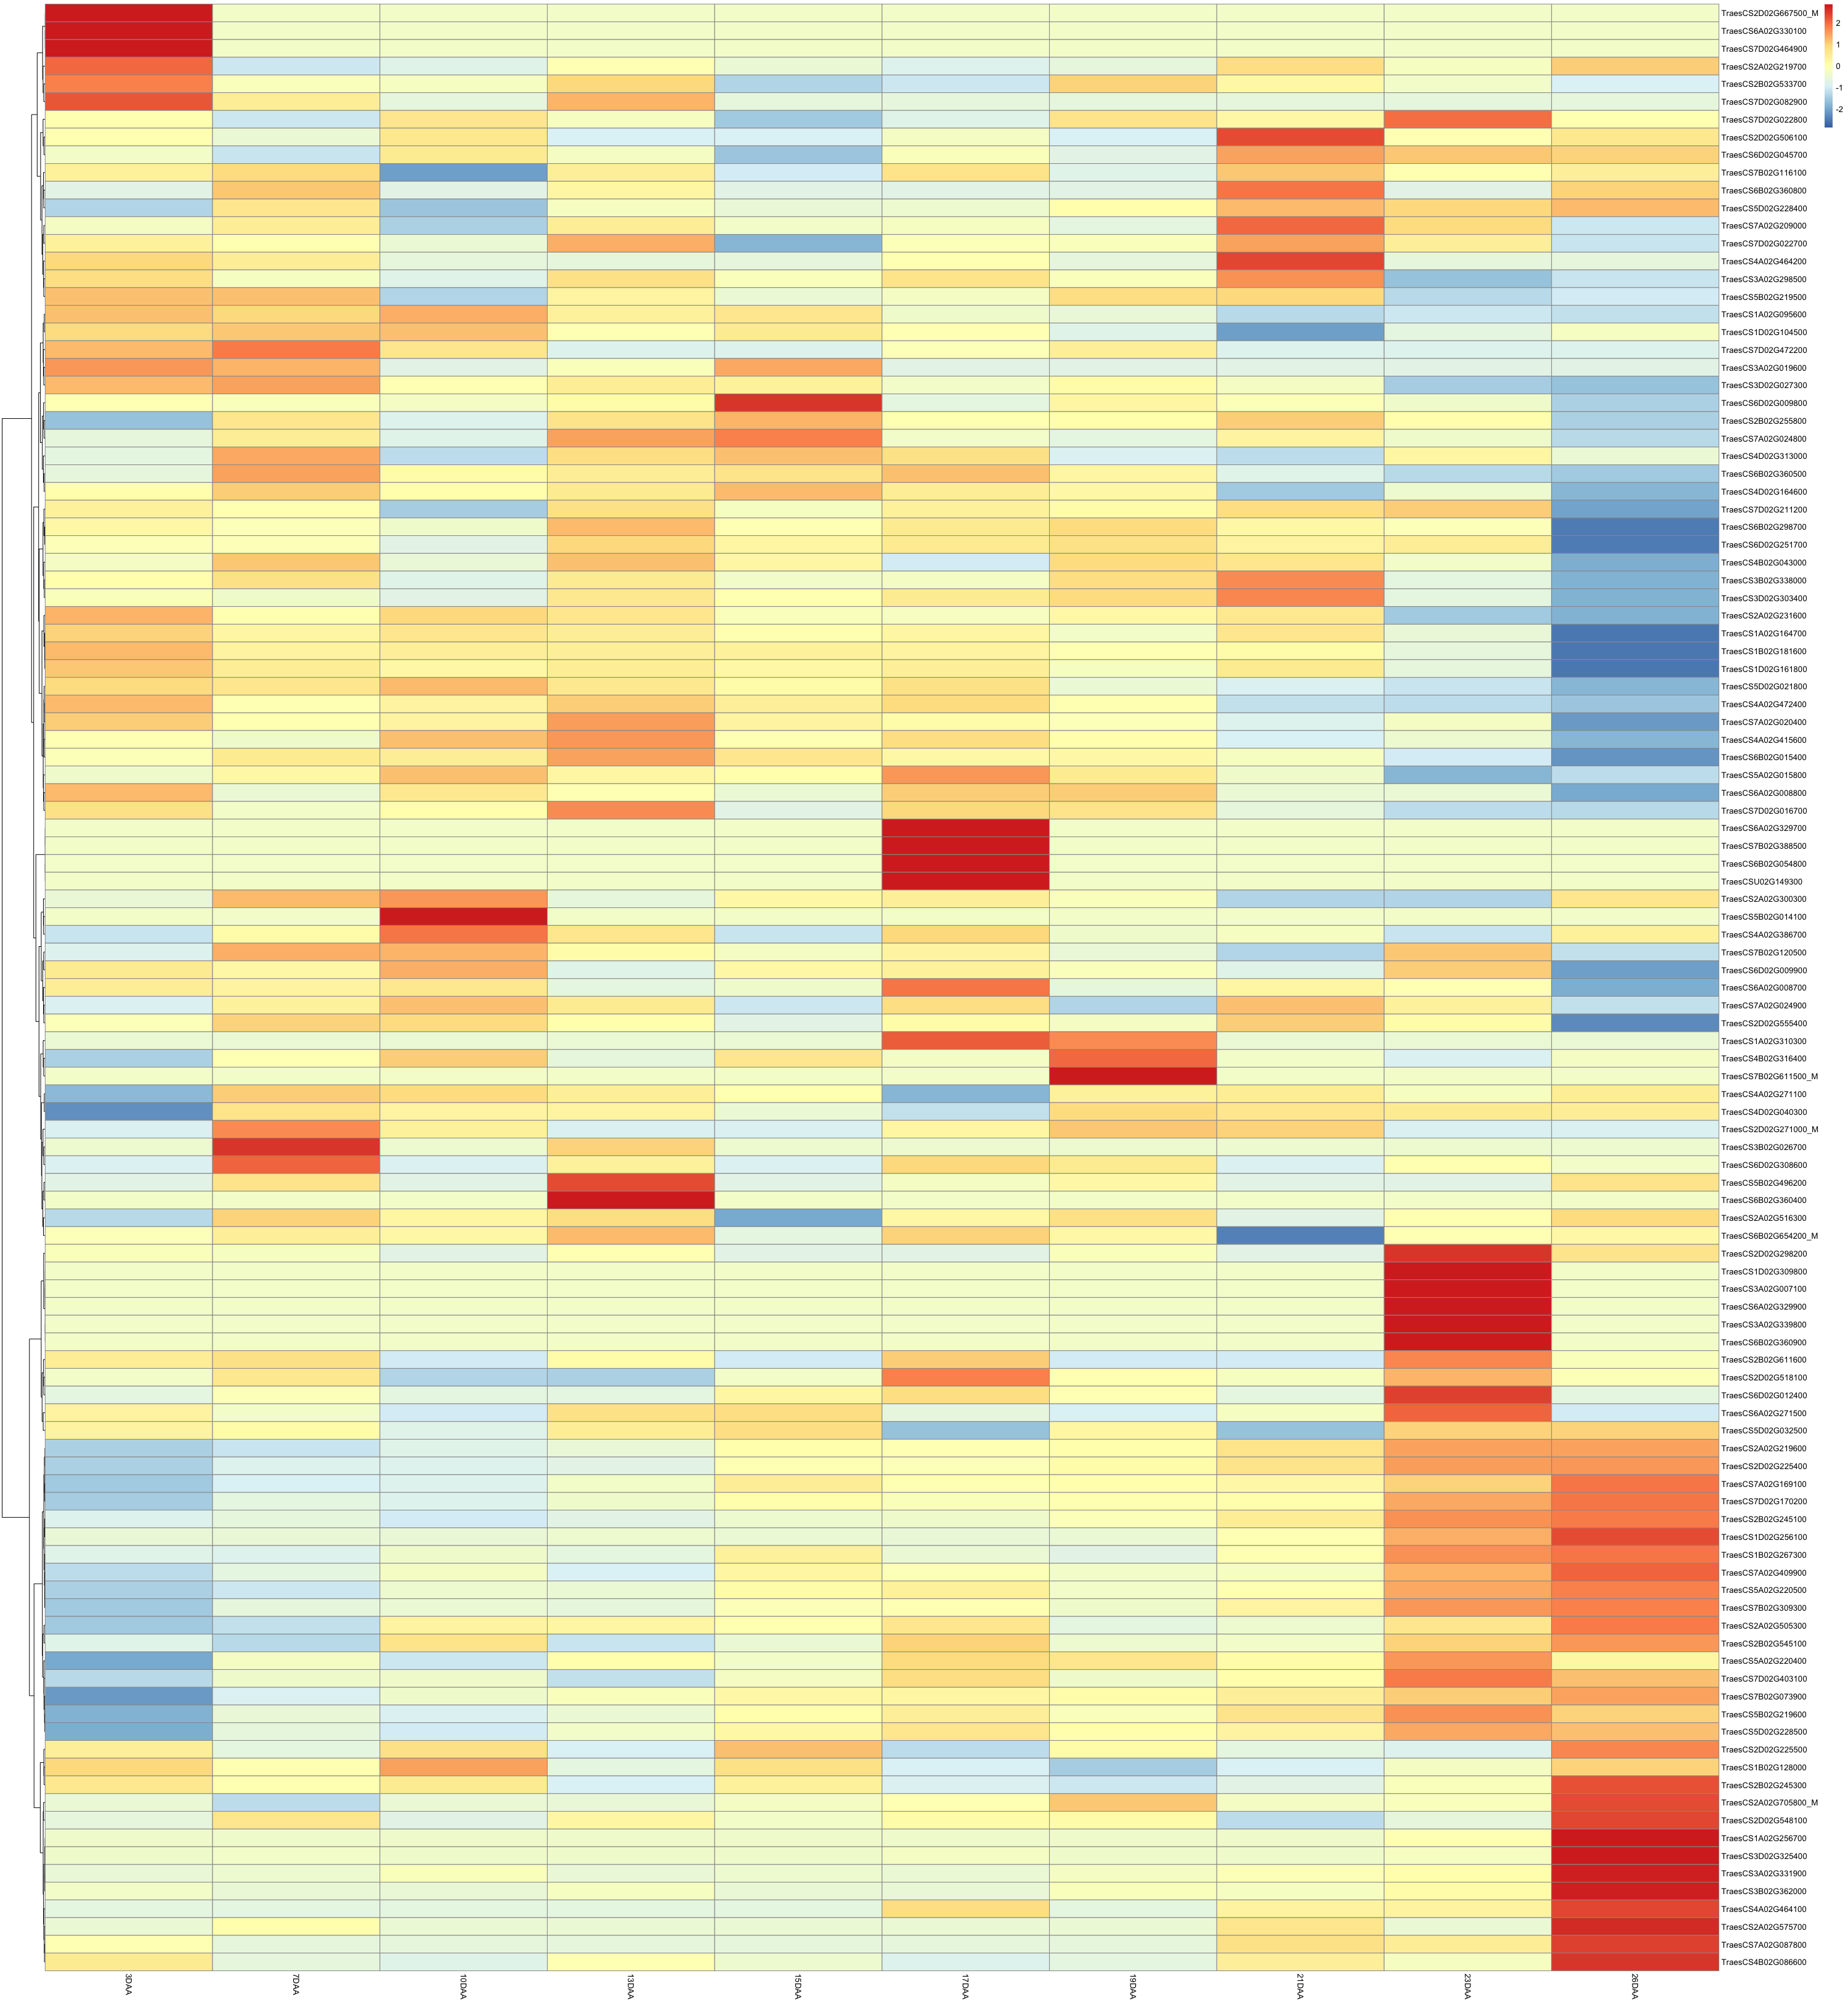 TraesCS2D02G667500_M
2
TraesCS6A02G330100
1
TraesCS7D02G464900
0
TraesCS2A02G219700
-1
TraesCS2B02G533700
-2
TraesCS7D02G082900
TraesCS7D02G022800
TraesCS2D02G506100
TraesCS6D02G045700
TraesCS7B02G116100
TraesCS6B02G360800
TraesCS5D02G228400
TraesCS7A02G209000
TraesCS7D02G022700
TraesCS4A02G464200
TraesCS3A02G298500
TraesCS5B02G219500
TraesCS1A02G095600
TraesCS1D02G104500
TraesCS7D02G472200
TraesCS3A02G019600
TraesCS3D02G027300
TraesCS6D02G009800
TraesCS2B02G255800
TraesCS7A02G024800
TraesCS4D02G313000
TraesCS6B02G360500
TraesCS4D02G164600
TraesCS7D02G211200
TraesCS6B02G298700
TraesCS6D02G251700
TraesCS4B02G043000
TraesCS3B02G338000
TraesCS3D02G303400
TraesCS2A02G231600
TraesCS1A02G164700
TraesCS1B02G181600
TraesCS1D02G161800
TraesCS5D02G021800
TraesCS4A02G472400
TraesCS7A02G020400
TraesCS4A02G415600
TraesCS6B02G015400
TraesCS5A02G015800
TraesCS6A02G008800
TraesCS7D02G016700
TraesCS6A02G329700
TraesCS7B02G388500
TraesCS6B02G054800
TraesCSU02G149300
TraesCS2A02G300300
TraesCS5B02G014100
TraesCS4A02G386700
TraesCS7B02G120500
TraesCS6D02G009900
TraesCS6A02G008700
TraesCS7A02G024900
TraesCS2D02G555400
TraesCS1A02G310300
TraesCS4B02G316400
TraesCS7B02G611500_M
TraesCS4A02G271100
TraesCS4D02G040300
TraesCS2D02G271000_M
TraesCS3B02G026700
TraesCS6D02G308600
TraesCS5B02G496200
TraesCS6B02G360400
TraesCS2A02G516300
TraesCS6B02G654200_M
TraesCS2D02G298200
TraesCS1D02G309800
TraesCS3A02G007100
TraesCS6A02G329900
TraesCS3A02G339800
TraesCS6B02G360900
TraesCS2B02G611600
TraesCS2D02G518100
TraesCS6D02G012400
TraesCS6A02G271500
TraesCS5D02G032500
TraesCS2A02G219600
TraesCS2D02G225400
TraesCS7A02G169100
TraesCS7D02G170200
TraesCS2B02G245100
TraesCS1D02G256100
TraesCS1B02G267300
TraesCS7A02G409900
TraesCS5A02G220500
TraesCS7B02G309300
TraesCS2A02G505300
TraesCS2B02G545100
TraesCS5A02G220400
TraesCS7D02G403100
TraesCS7B02G073900
TraesCS5B02G219600
TraesCS5D02G228500
TraesCS2D02G225500
TraesCS1B02G128000
TraesCS2B02G245300
TraesCS2A02G705800_M
TraesCS2D02G548100
TraesCS1A02G256700
TraesCS3D02G325400
TraesCS3A02G331900
TraesCS3B02G362000
TraesCS4A02G464100
TraesCS2A02G575700
TraesCS7A02G087800
TraesCS4B02G086600
3DAA
7DAA
10DAA
13DAA
15DAA
17DAA
19DAA
21DAA
23DAA
26DAA